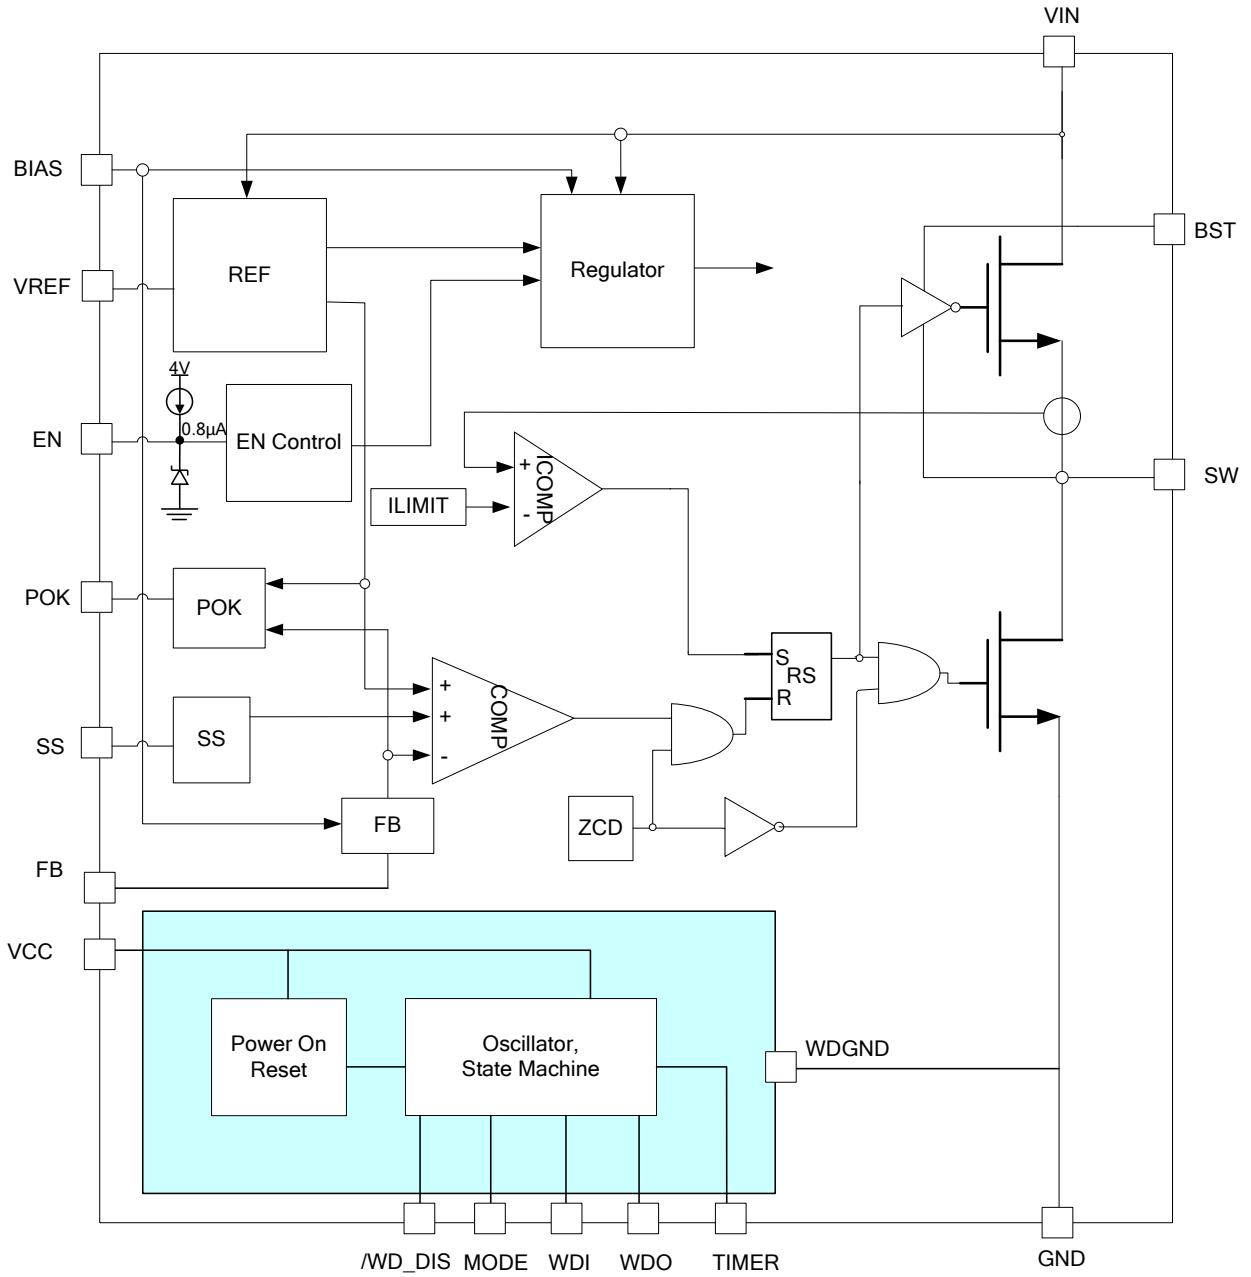 VIN
BIAS
BST
REF
Regulator
VREF
4V
0.8µA
EN
EN Control
+
ICOMP
-
ILIMIT
SW
POK
POK
S
RS
R
+
COMP
+
-
SS
SS
FB
ZCD
FB
VCC
Power On
Reset
Oscillator,
State Machine
WDGND
/WD_DIS
MODE
WDI
WDO
TIMER
GND